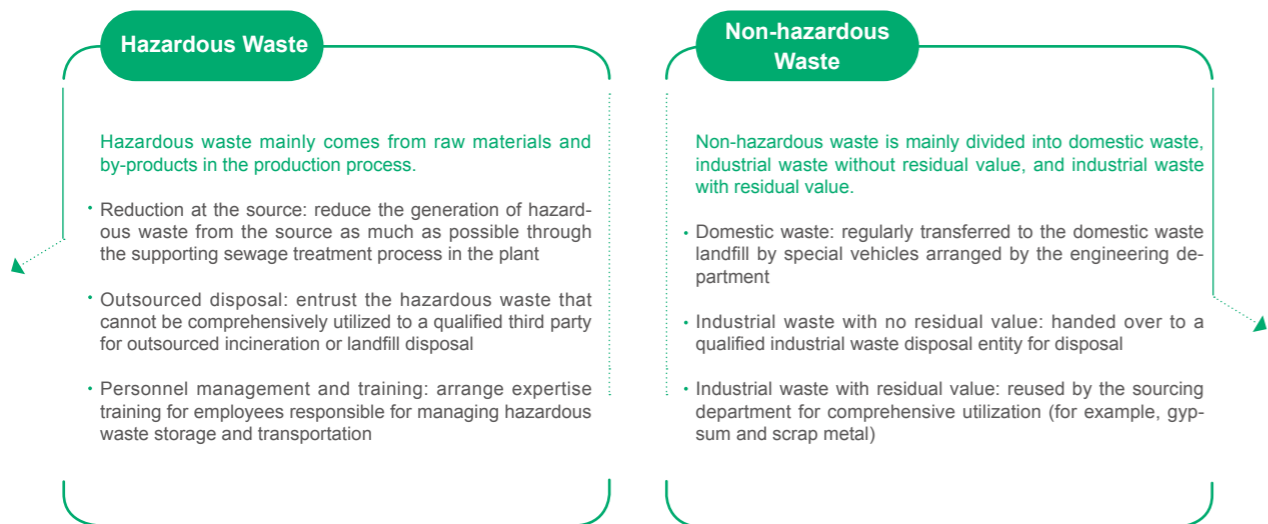 Hazardous Waste
Hazardous waste mainly comes from raw materials and
by-products in the production process.
• Reduction at the source: reduce the generation of hazard-
ous waste from the source as much as possible through
the supporting sewage treatment process in the plant
• Outsourced disposal: entrust the hazardous waste that
cannot be comprehensively utilized to a qualified third party
for outsourced incineration or landfill disposal
• Personnel management and training: arrange expertise
training for employees responsible for managing hazardous
waste storage and transportation
Non-hazardous
Waste
Non-hazardous waste is mainly divided into domestic waste,
industrial waste without residual value, and industrial waste
with residual value.
• Domestic waste: regularly transferred to the domestic waste
landfill by special vehicles arranged by the engineering de-
partment
• Industrial waste with no residual value: handed over to a
qualified industrial waste disposal entity for disposal
• Industrial waste with residual value: reused by the sourcing
department for comprehensive utilization (for example, gyp-
sum and scrap metal)